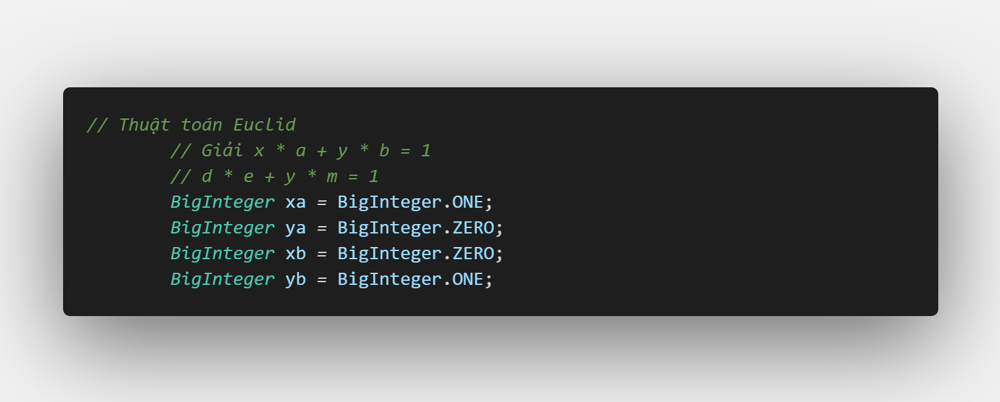 // Thuật toán Euclid
// Giải x * a + y * b = 1
// d * e + y * m = 1
BigInteger xa = BigInteger.ONE;
BigInteger ya = BigInteger.ZERO;
BigInteger xb = BigInteger.ZERO;
BigInteger yb = BigInteger.ONE;